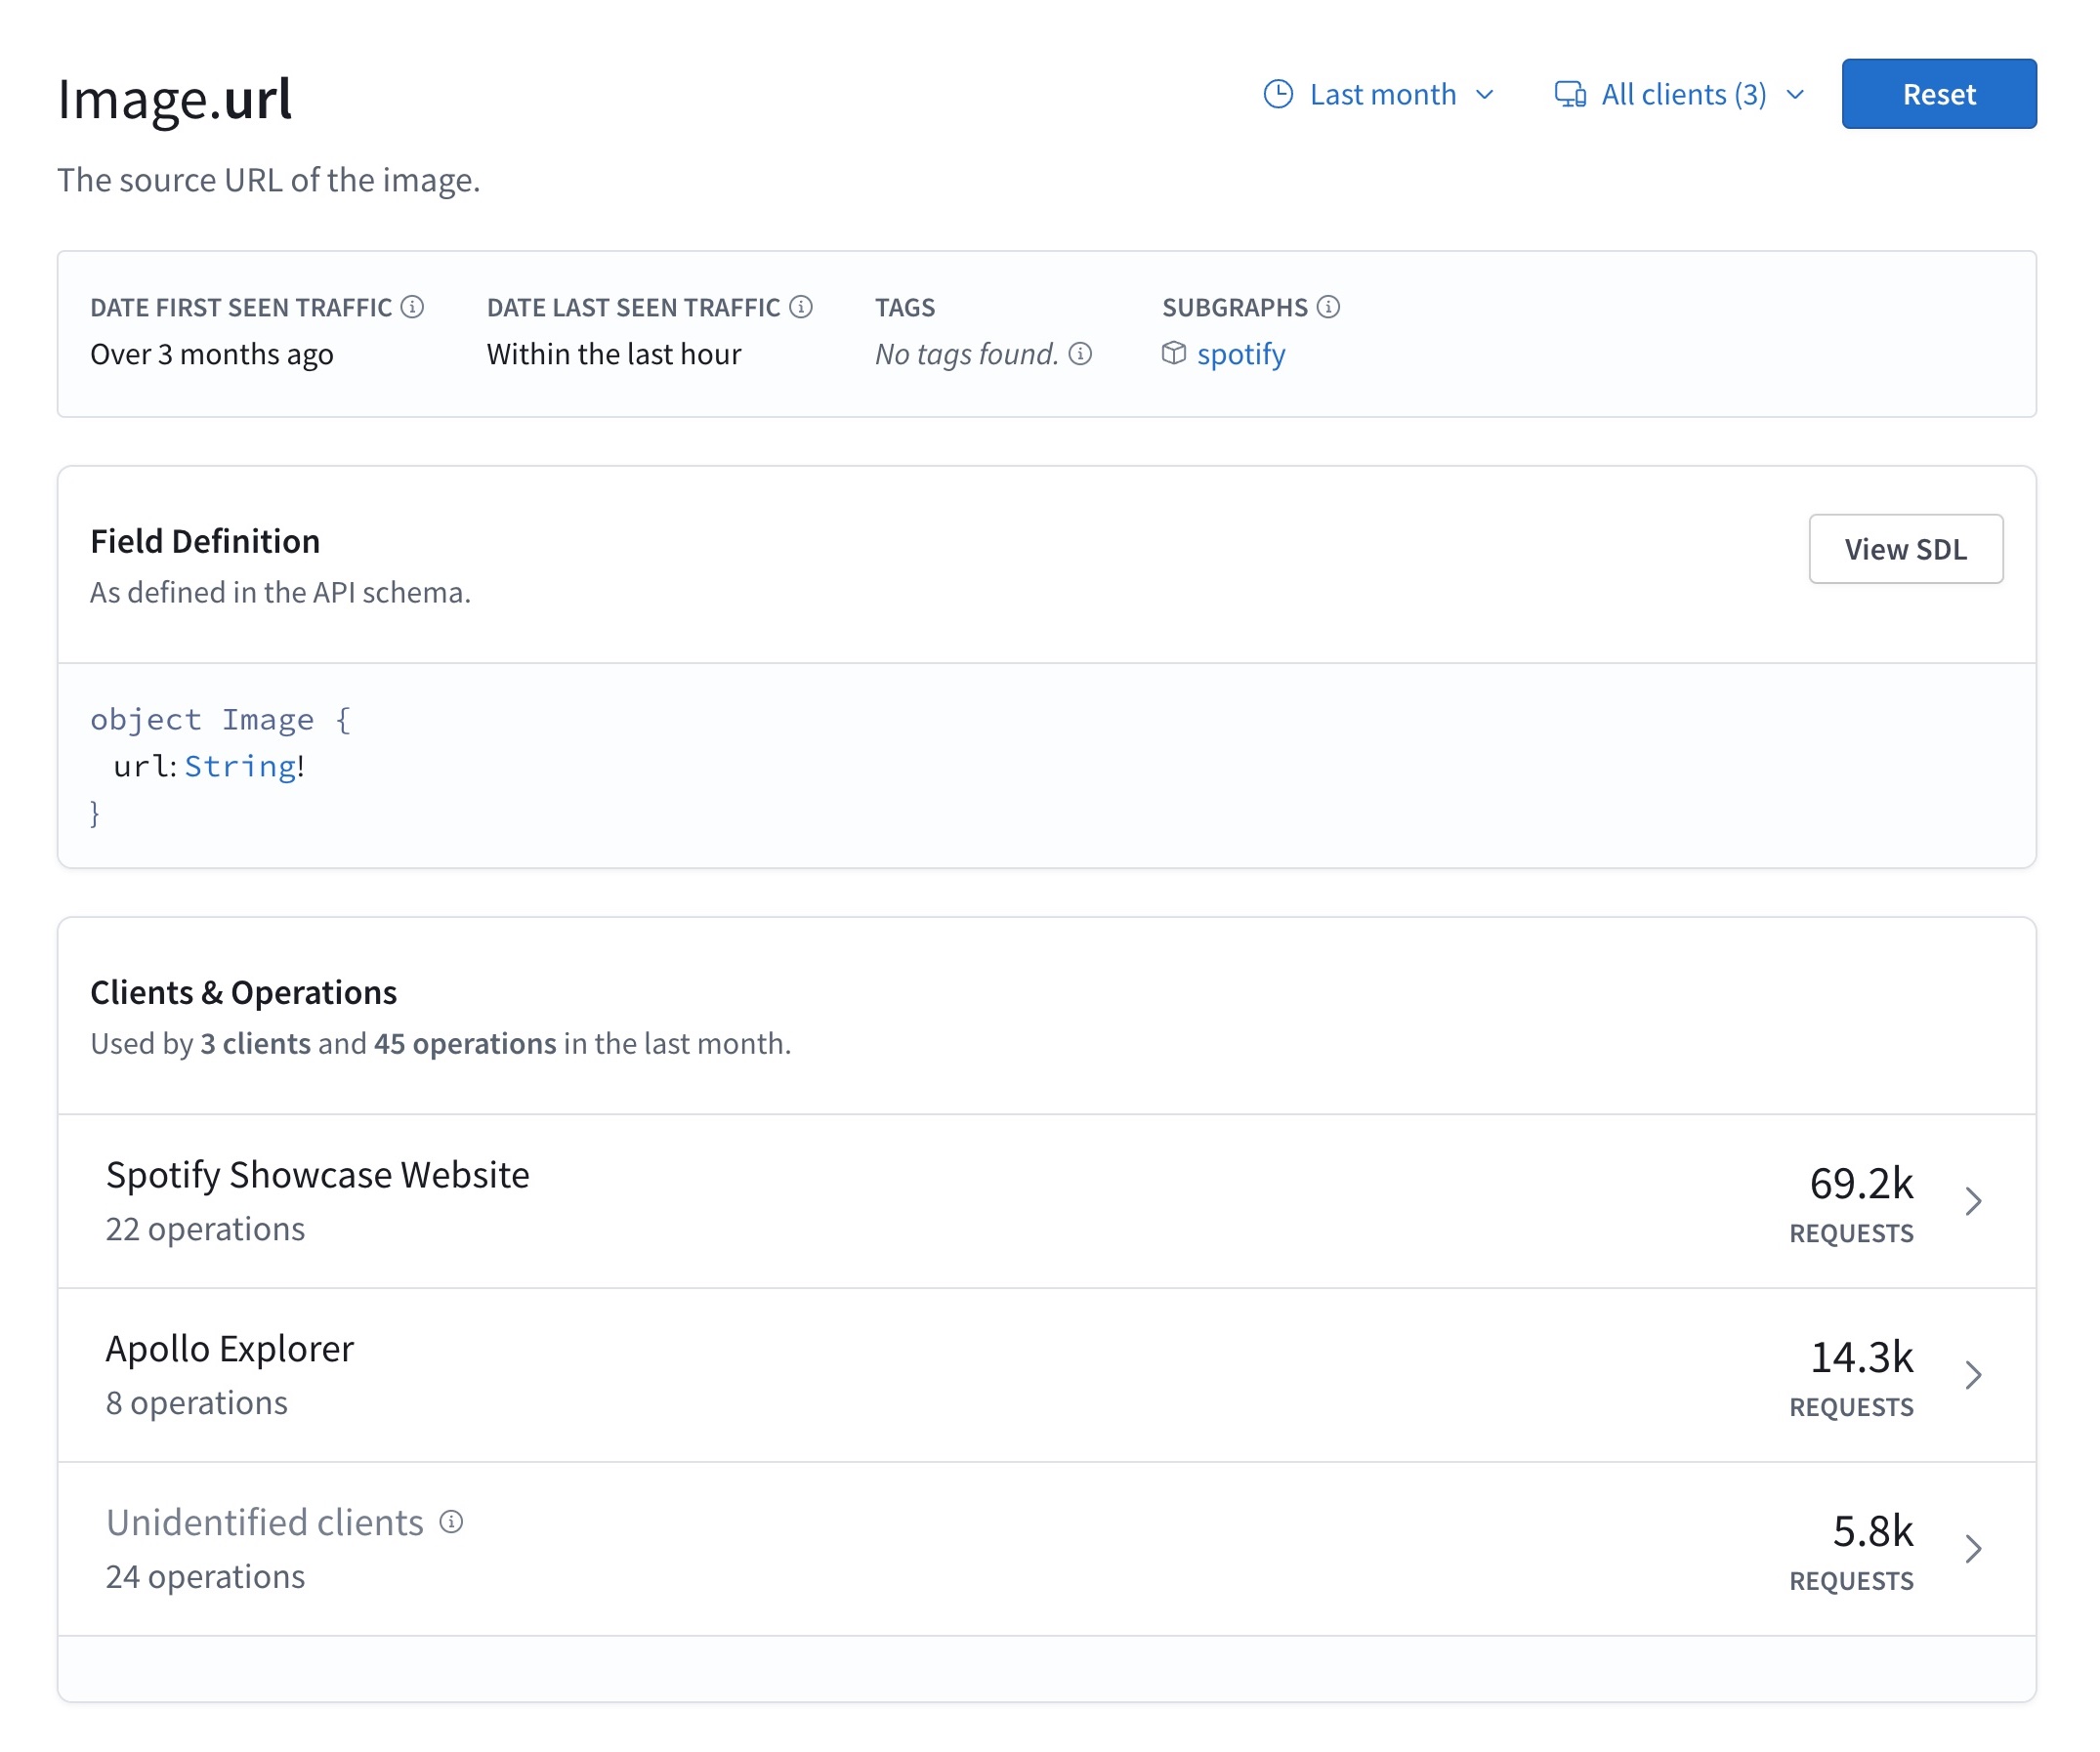 Image.url
Last month
All clients (3)
Reset
The source URL of the image.
DATE FIRST SEEN TRAFFIC
Over 3 months ago
DATE LAST SEEN TRAFFIC
Within the last hour
TAGS
No tags found.
SUBGRAPHS
spotify
Field Definition
As defined in the API schema.
View SDL
object Image {
url: String!
}
Clients & Operations
Used by 3 clients and 45 operations in the last month.
Spotify Showcase Website
22 operations
69.2k
REQUESTS
Apollo Explorer
8 operations
14.3k
REQUESTS
Unidentified clients
24 operations
5.8k
REQUESTS